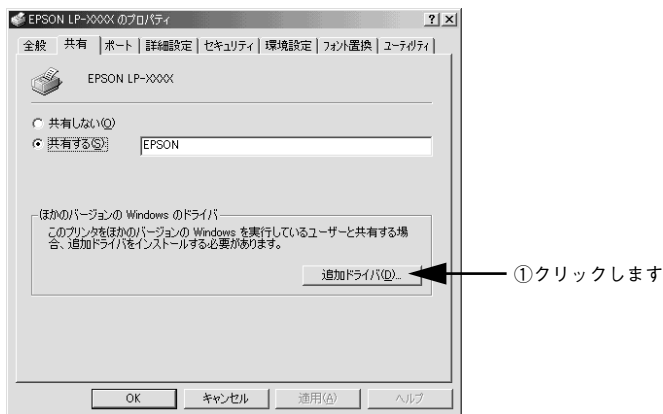 EPSON LP-XXXX のプロパティ
全般 共有 ポート 詳細設定 セキュリティ 環境設定 フォント置換 ユーティリティ
EPSON LP-XXXX
共有しない(O)
共有する(S): EPSON
ほかのバージョンの Windows のドライバ
このプリンタをほかのバージョンの Windows を実行しているユーザーと共有する場
合、追加ドライバをインストールする必要があります。
追加ドライバ(D)...
①クリックします
OK キャンセル 適用(A) ヘルプ